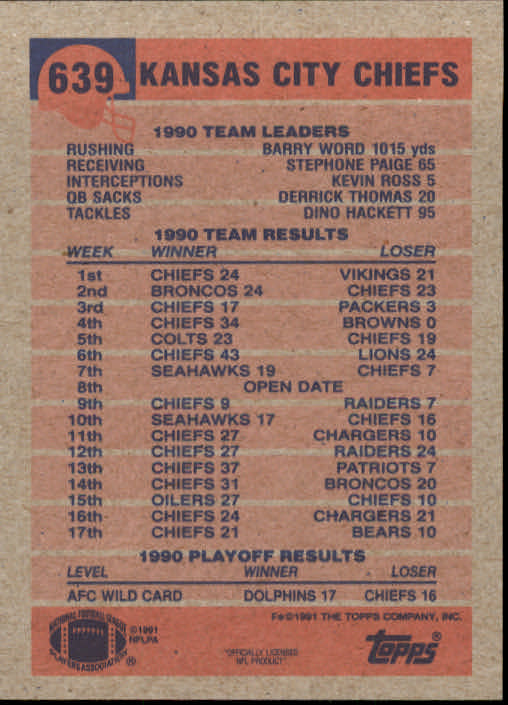 639 KANSAS CITY CHIEFS
1990 TEAM LEADERS
RUSHING BARRY WORD 1015 yds
RECEIVING STEPHONE PAIGE 65
INTERCEPTIONS KEVIN ROSS 5
QB SACKS DERRICK THOMAS 20
TACKLES DINO HACKETT 95
1990 TEAM RESULTS
WEEK WINNER LOSER
1st CHIEFS 24 VIKINGS 21
2nd BRONCOS 24 CHIEFS 23
3rd CHIEFS 17 PACKERS 3
4th CHIEFS 34 BROWNS 0
5th COLTS 23 CHIEFS 19
6th CHIEFS 43 LIONS 24
7th SEAHAWKS 19 CHIEFS 7
8th OPEN DATE
9th CHIEFS 9 RAIDERS 7
10th SEAHAWKS 17 CHIEFS 16
11th CHIEFS 27 CHARGERS 10
12th CHIEFS 27 RAIDERS 24
13th CHIEFS 37 PATRIOTS 7
14th CHIEFS 31 BRONCOS 20
15th OILERS 27 CHIEFS 10
16th CHIEFS 24 CHARGERS 21
17th CHIEFS 21 BEARS 10
1990 PLAYOFF RESULTS
LEVEL WINNER LOSER
AFC WILD CARD DOLPHINS 17 CHIEFS 16
F*©1991 THE TOPPS COMPANY, INC.
NATIONAL FOOTBALL LEAGUE
PLAYERS ASSOCIATION ®
©1991
NFLPA
"OFFICIALLY LICENSED
NFL PRODUCT"
topps®